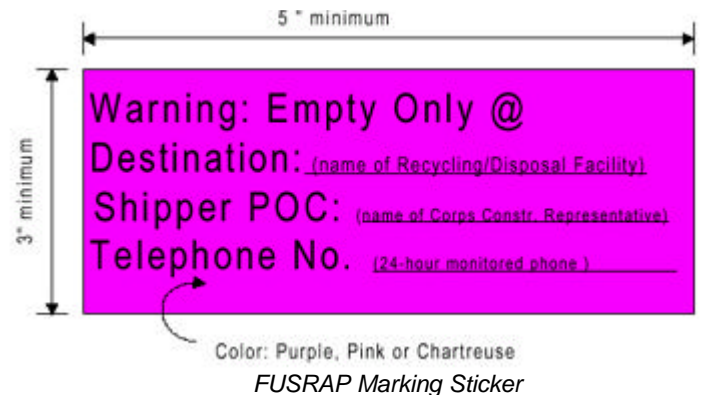 5 " minimum
3" minimum
Warning: Empty Only @
Destination: (name of Recycling/Disposal Facility)
Shipper POC: (name of Corps Constr. Representative)
Telephone No. (24-hour monitored phone )
Color: Purple, Pink or Chartreuse
FUSRAP Marking Sticker